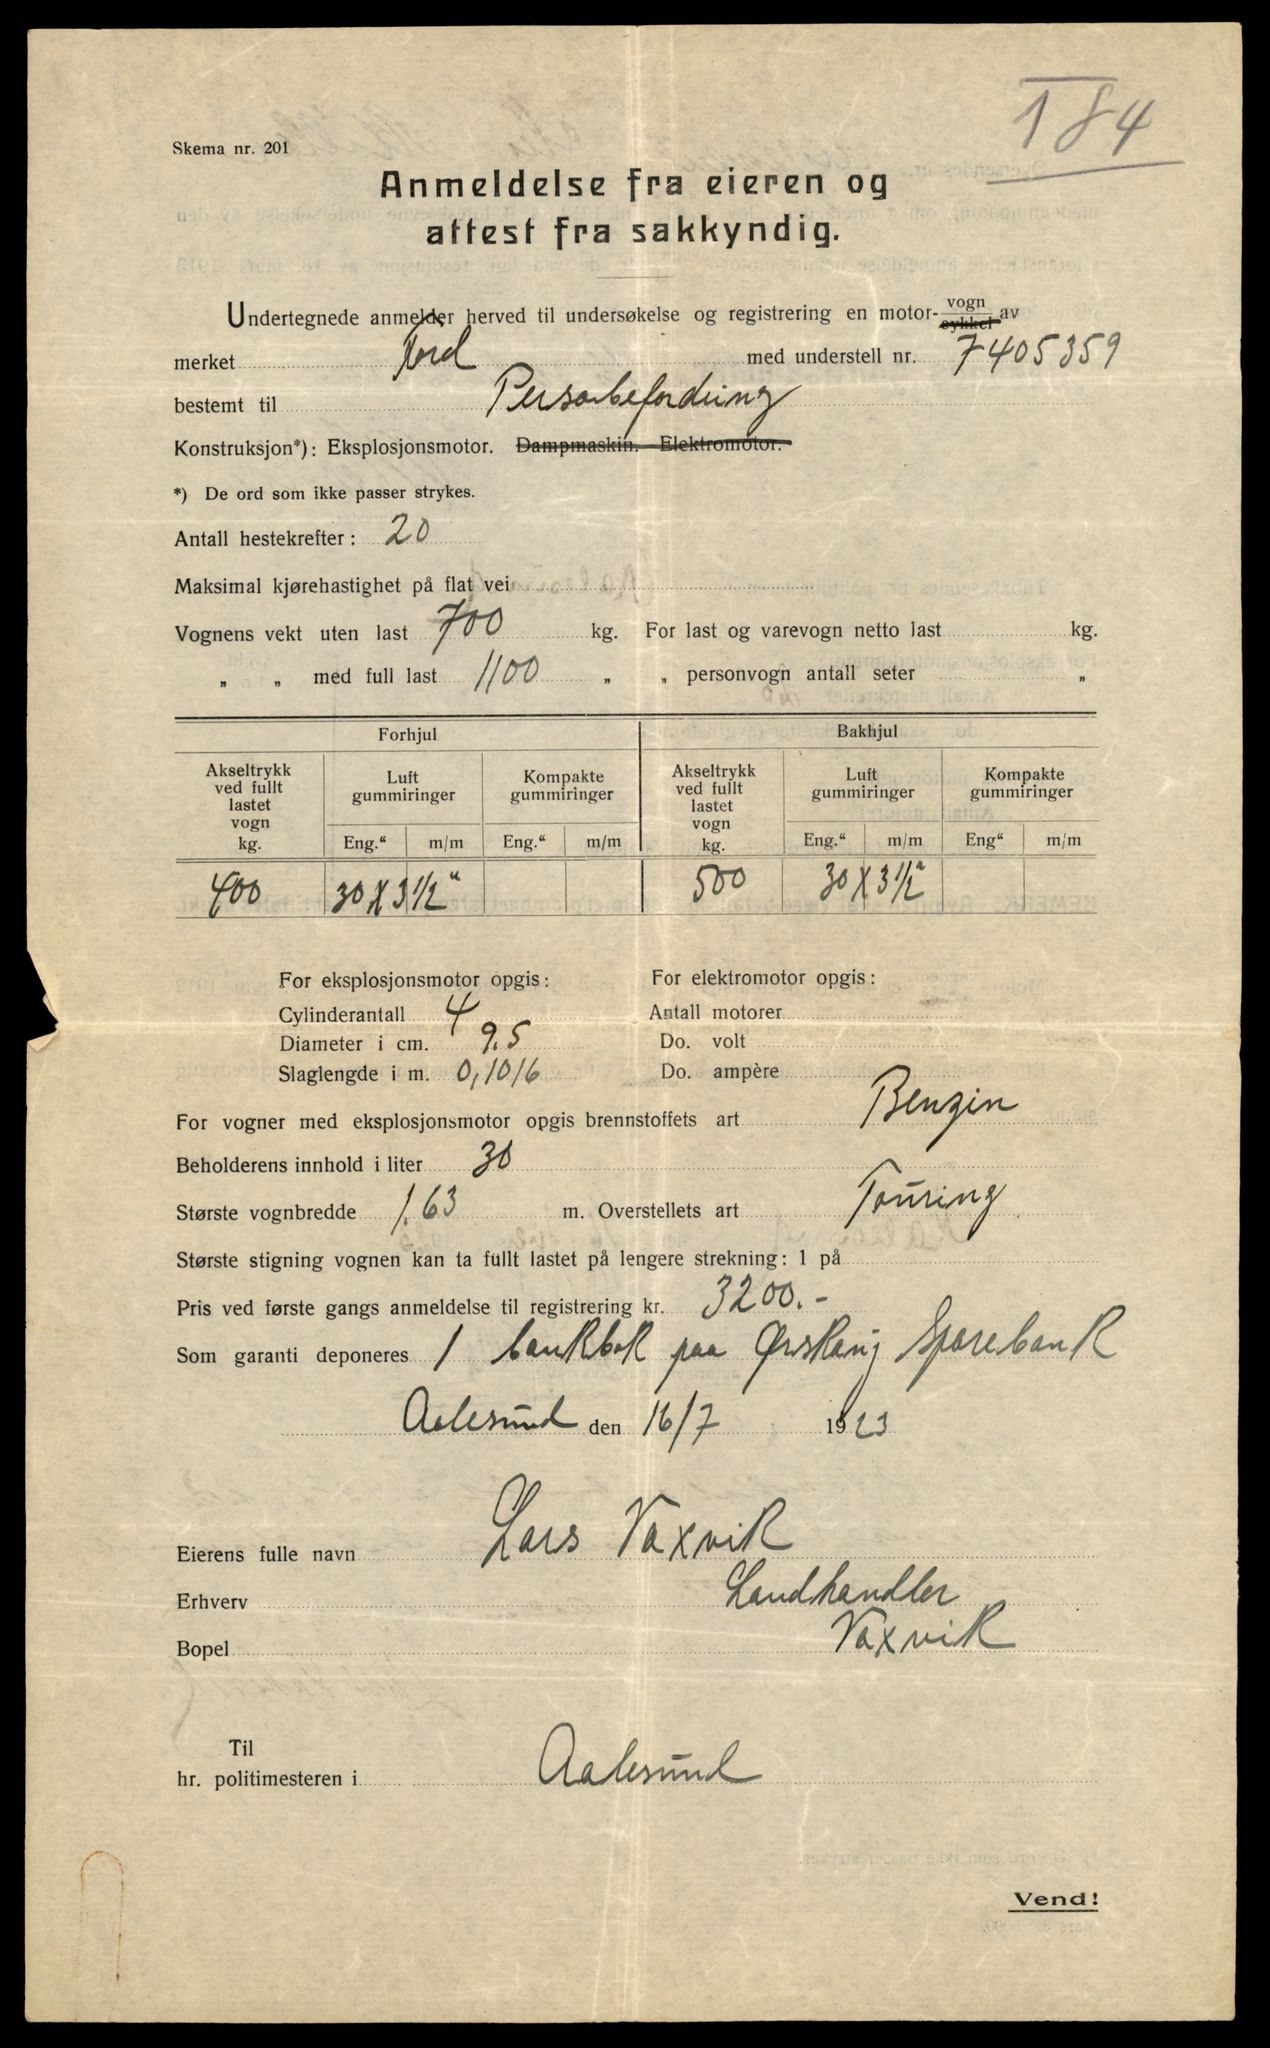 184
Skema nr. 201
Anmeldelse fra eieren og
attest fra sakkyndig.
Undertegnede anmelder herved til undersøkelse og registrering en motor-vogn sykkel av
merket Ford med understell nr. 7405359
bestemt til Persorbefordring
Konstruksjon*): Eksplosjonsmotor. Dampmaskin. Elektromotor.
*) De ord som ikke passer strykes.
Antall hestekrefter: 20
Maksimal kjørehastighet på flat vei
Vognens vekt uten last 700 kg. For last og varevogn netto last kg.
„ „ med full last 1100 „ „ personvogn antall seter „
Forhjul Bakhjul
Akseltrykk ved fullt lastet vogn kg. Luft gummiringer Kompakte gummiringer Akseltrykk ved fullt lastet vogn kg. Luft gummiringer Kompakte gummiringer
Eng.“ m/m Eng.“ m/m Eng.“ m/m Eng“ m/m
400 30 X 3 1/2" 500 30 X 3 1/2"
For eksplosjonsmotor opgis: For elektromotor opgis:
Cylinderantall 4 Antall motorer
Diameter i cm. 9.5 Do. volt
Slaglengde i m. 0,1016 Do. ampère
For vogner med eksplosjonsmotor opgis brennstoffets art Benzin
Beholderens innhold i liter 30
Største vognbredde 1.63 m. Overstellets art Touring
Største stigning vognen kan ta fullt lastet på lengere strekning: 1 på
Pris ved første gangs anmeldelse til registrering kr. 3200.-
Som garanti deponeres 1 bankbok paa Ørskoug Sparebank
Aalesund den 16/7 1923
Eierens fulle navn Lars Vaxvik
Erhverv Landhandler
Bopel Vaxvik
Til
hr. politimesteren i Aalesund
Vend!